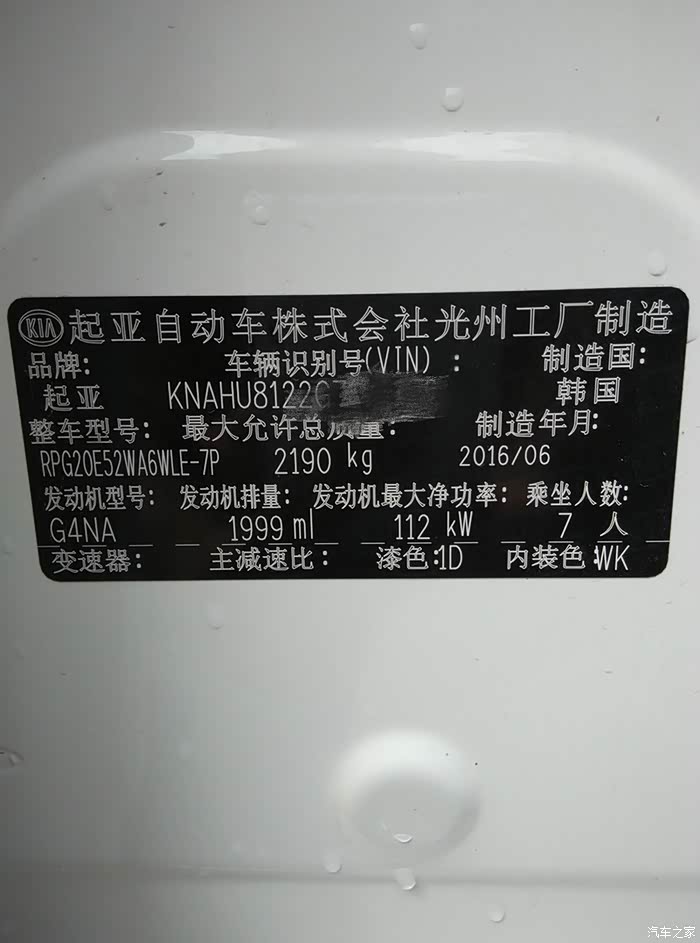 KIA 起亚自动车株式会社光州工厂制造
品牌: 车辆识别号(VIN) : 制造国:
起亚 KNAHU8122 韩国
整车型号: 最大允许总质量: 制造年月:
RPG20E52WA6WLE-7P 2190 kg 2016/06
发动机型号: 发动机排量: 发动机最大净功率: 乘坐人数:
G4NA 1999 ml 112 kW 7 人
变速器: 主减速比: 漆色:1D 内装色:WK
汽车之家